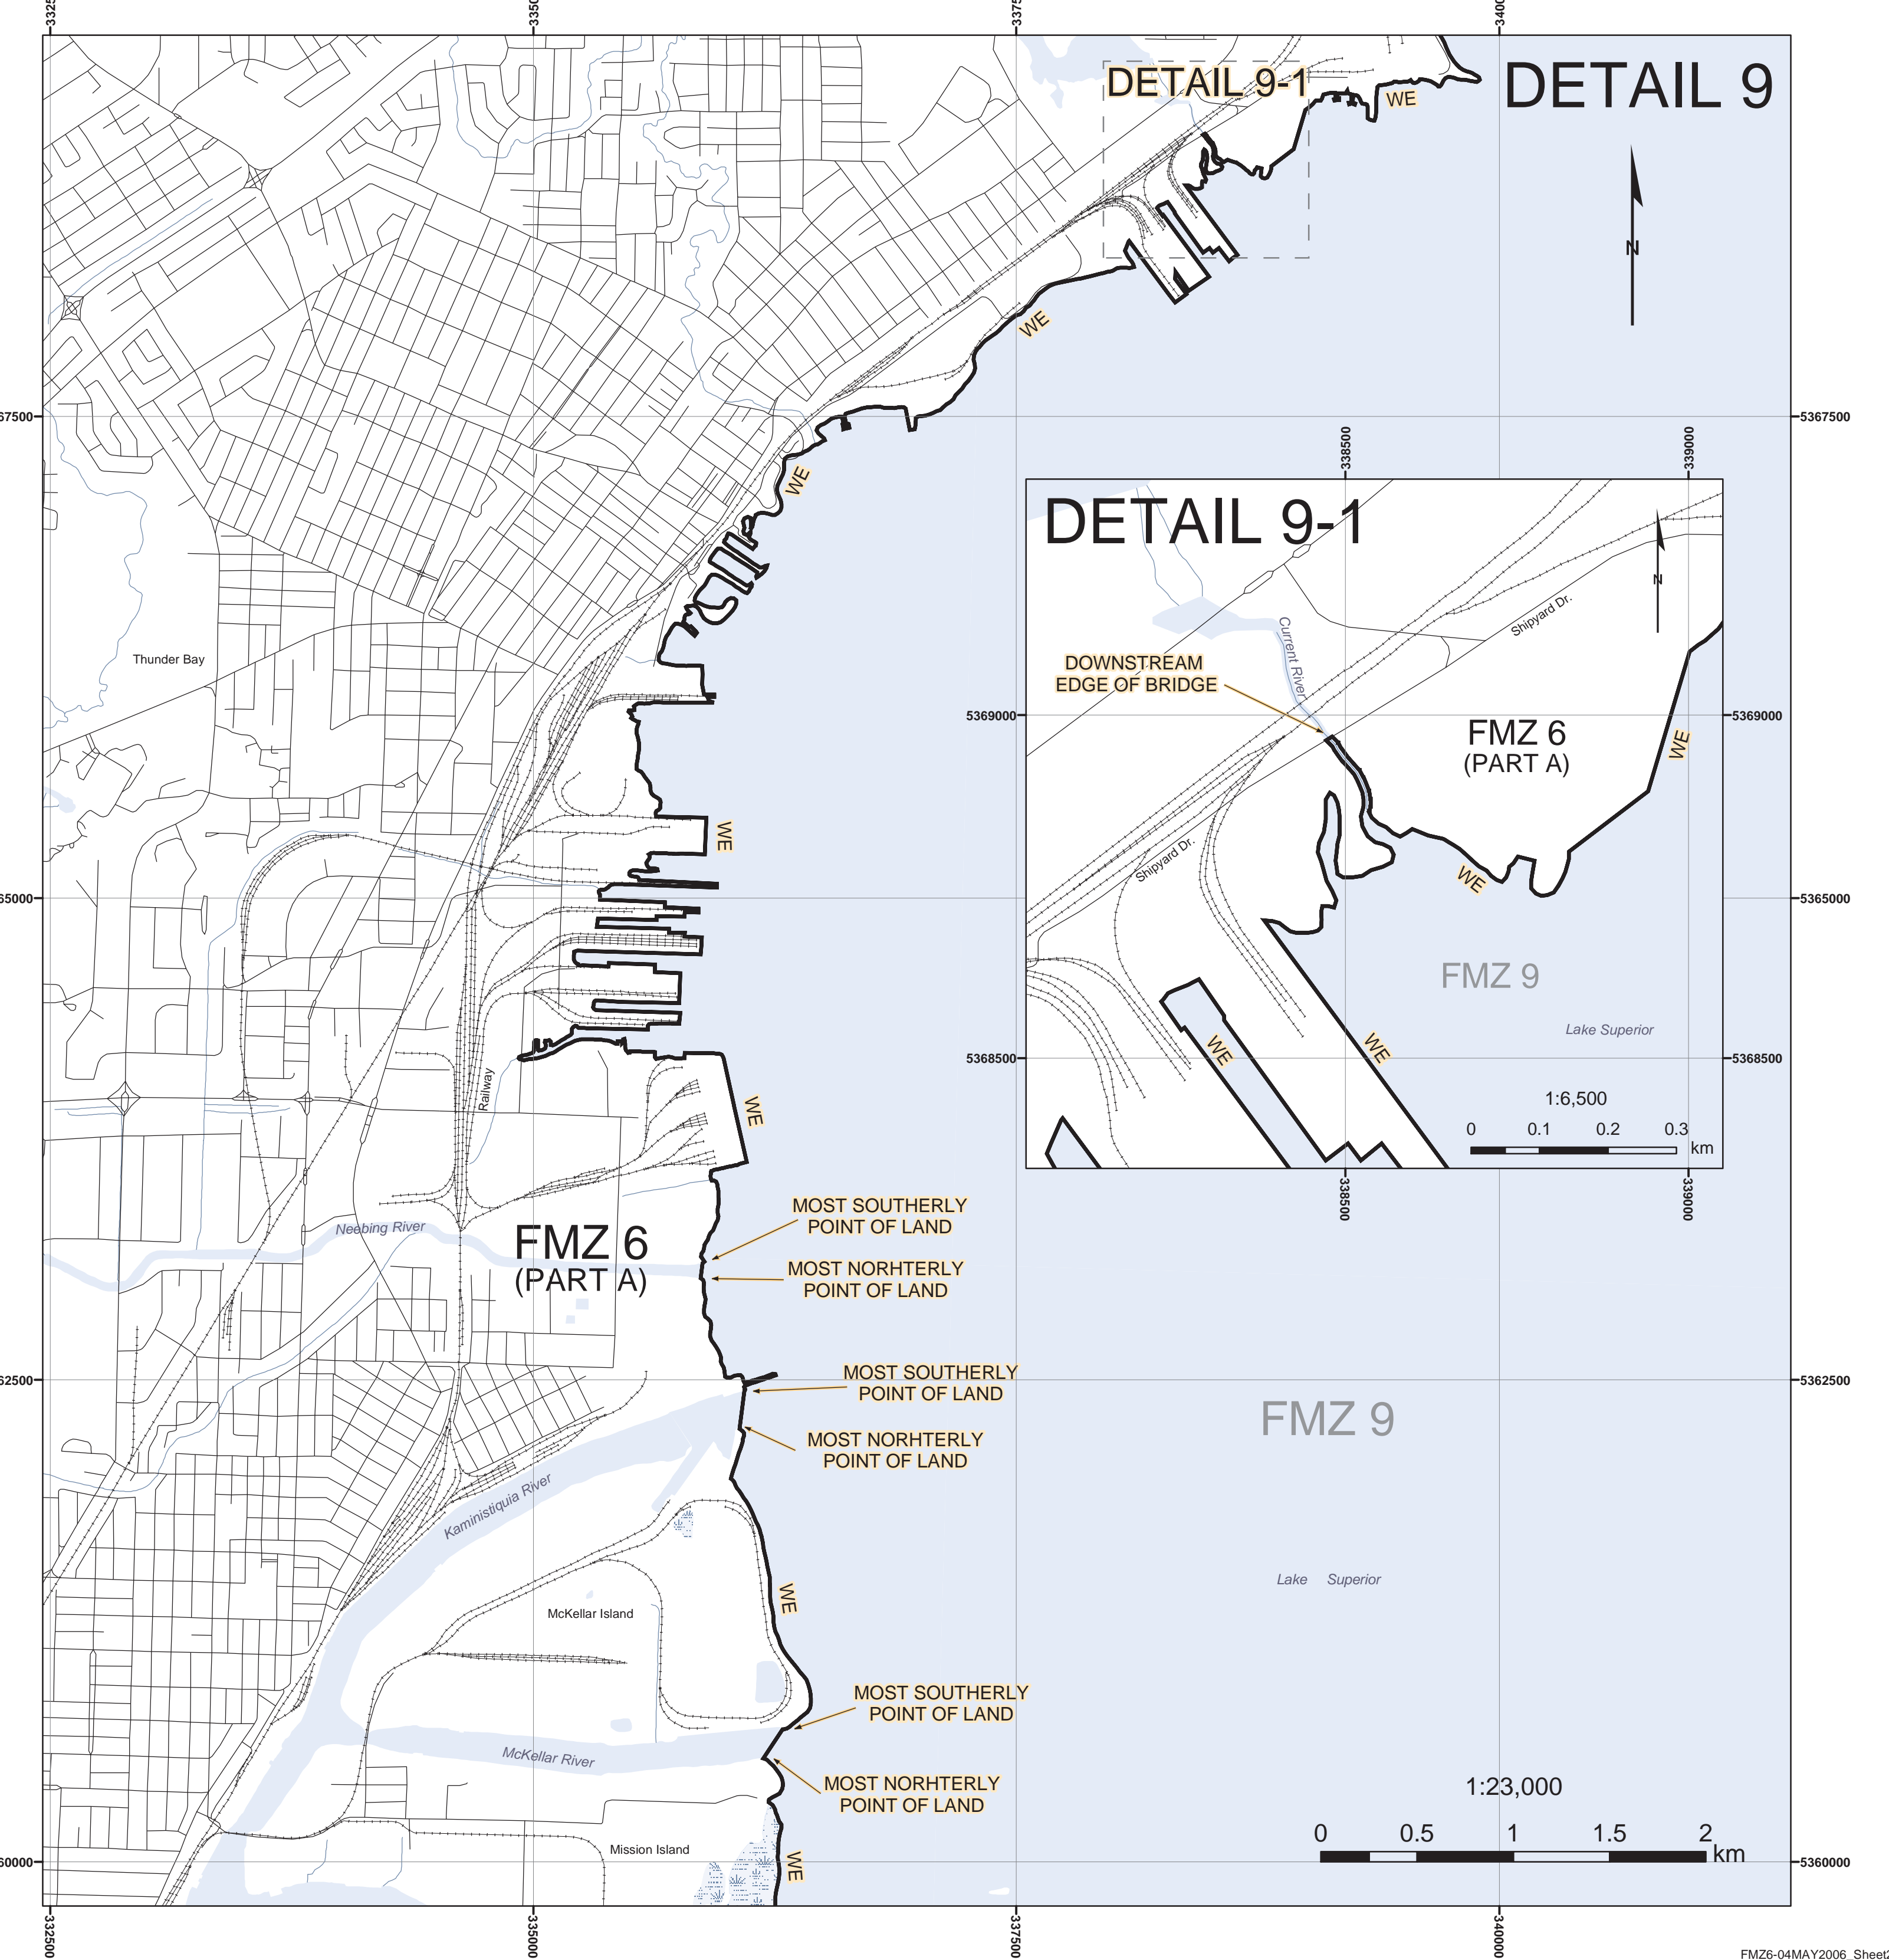 DETAIL 9-1
DETAIL 9
WE
N
WE
5367500
WE
338500
339000
DETAIL 9-1
N
Shipyard Dr.
Current River
Thunder Bay
DOWNSTREAM
EDGE OF BRIDGE
5369000
5369000
FMZ 6
(PART A)
WE
WE
Shipyard Dr.
WE
5365000
FMZ 9
Lake Superior
WE
WE
5368500
5368500
1:6,500
0 0.1 0.2 0.3
km
338500
339000
Railway
WE
MOST SOUTHERLY
POINT OF LAND
Neebing River
FMZ 6
(PART A)
MOST NORHTERLY
POINT OF LAND
MOST SOUTHERLY
POINT OF LAND
5362500
FMZ 9
MOST NORHTERLY
POINT OF LAND
Kaministiquia River
Lake Superior
WE
McKellar Island
MOST SOUTHERLY
POINT OF LAND
McKellar River
MOST NORHTERLY
POINT OF LAND
1:23,000
0 0.5 1 1.5 2
km
Mission Island
WE
5360000
332500
335000
337500
340000
FMZ6-04MAY2006_Sheet2